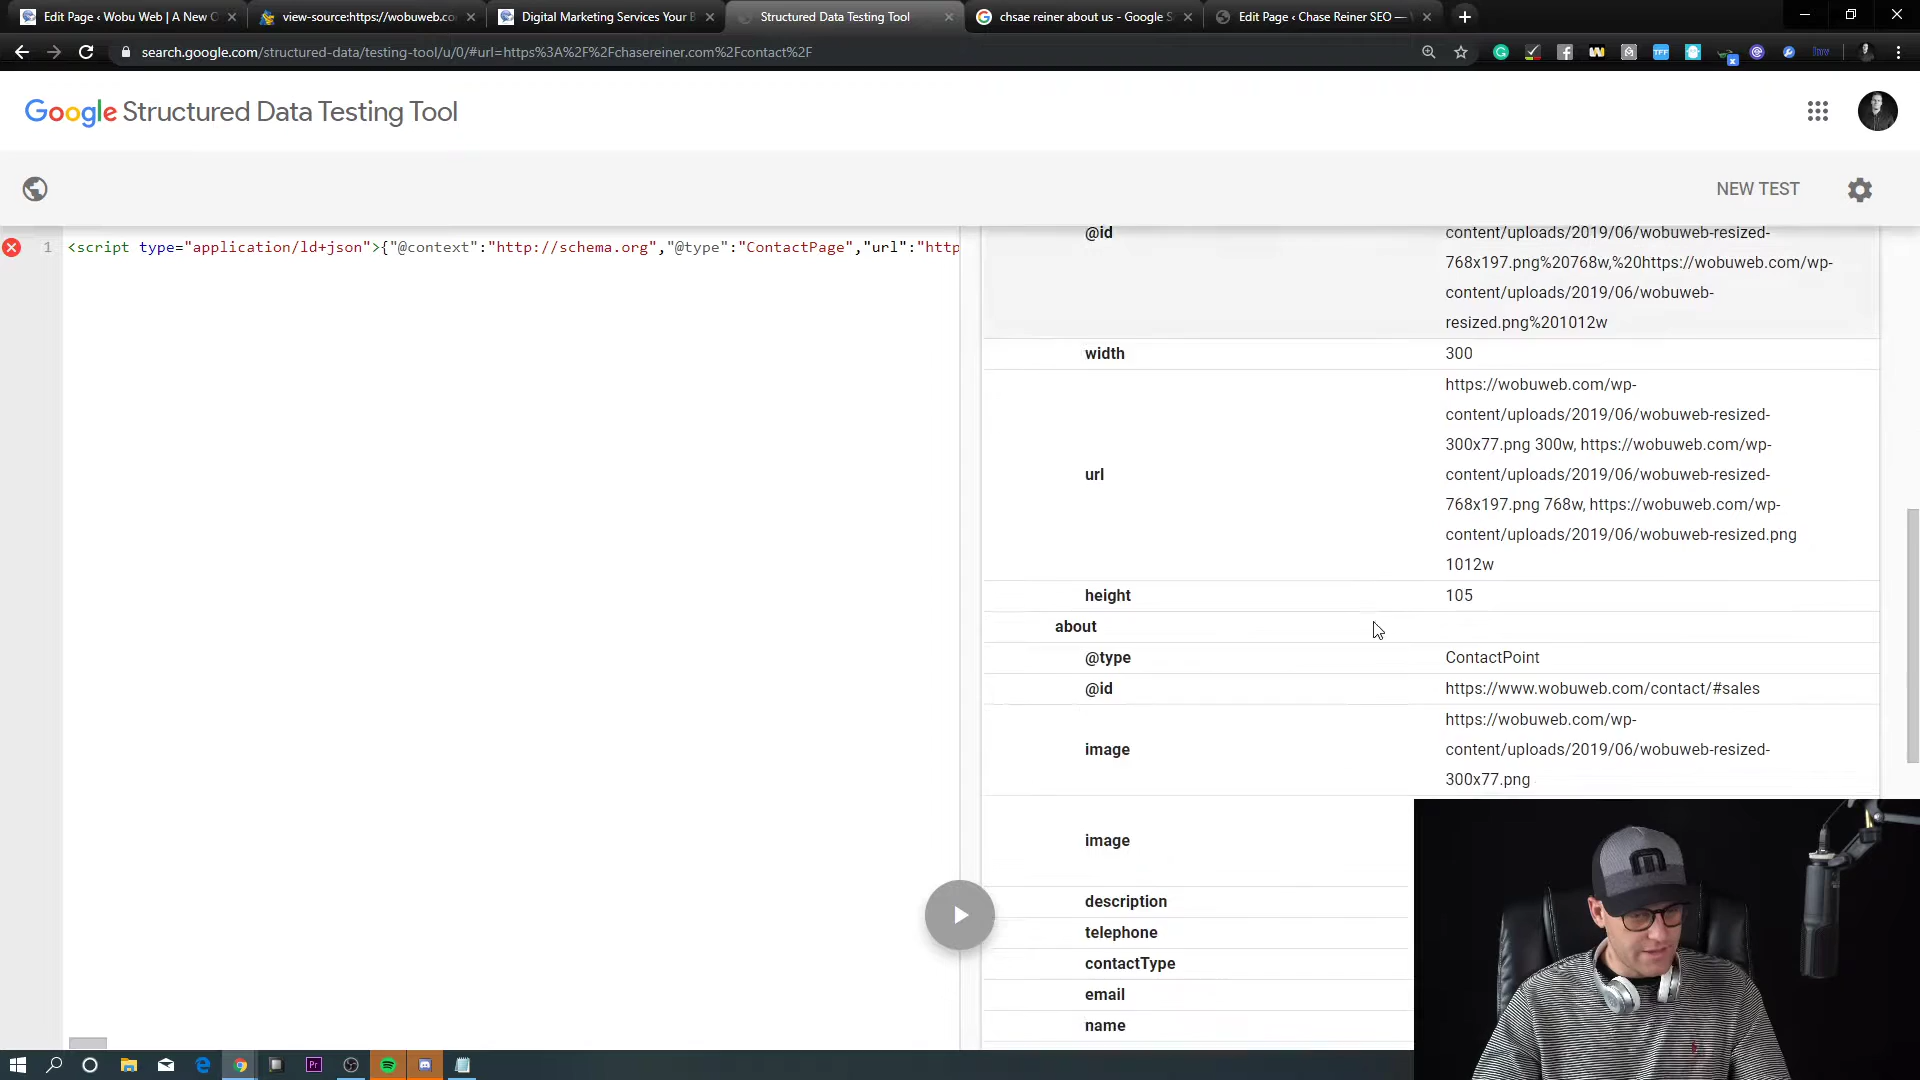 Edit Page ‹ Wobu Web | A New C
view-source:https://wobuweb.co
Digital Marketing Services Your B
Structured Data Testing Tool
chsae reiner about us - Google S
Edit Page ‹ Chase Reiner SEO —
search.google.com/structured-data/testing-tool/u/0/#url=https%3A%2F%2Fchasereiner.com%2Fcontact%2F
Google Structured Data Testing Tool
NEW TEST
1 <script type="application/ld+json">{"@context":"http://schema.org","@type":"ContactPage","url":"http
@id
content/uploads/2019/06/wobuweb-resized-
768x197.png%20768w,%20https://wobuweb.com/wp-
content/uploads/2019/06/wobuweb-
resized.png%201012w
width 300
url
https://wobuweb.com/wp-
content/uploads/2019/06/wobuweb-resized-
300x77.png 300w, https://wobuweb.com/wp-
content/uploads/2019/06/wobuweb-resized-
768x197.png 768w, https://wobuweb.com/wp-
content/uploads/2019/06/wobuweb-resized.png
1012w
height 105
about
@type ContactPoint
@id https://www.wobuweb.com/contact/#sales
image
https://wobuweb.com/wp-
content/uploads/2019/06/wobuweb-resized-
300x77.png
image
description
telephone
contactType
email
name